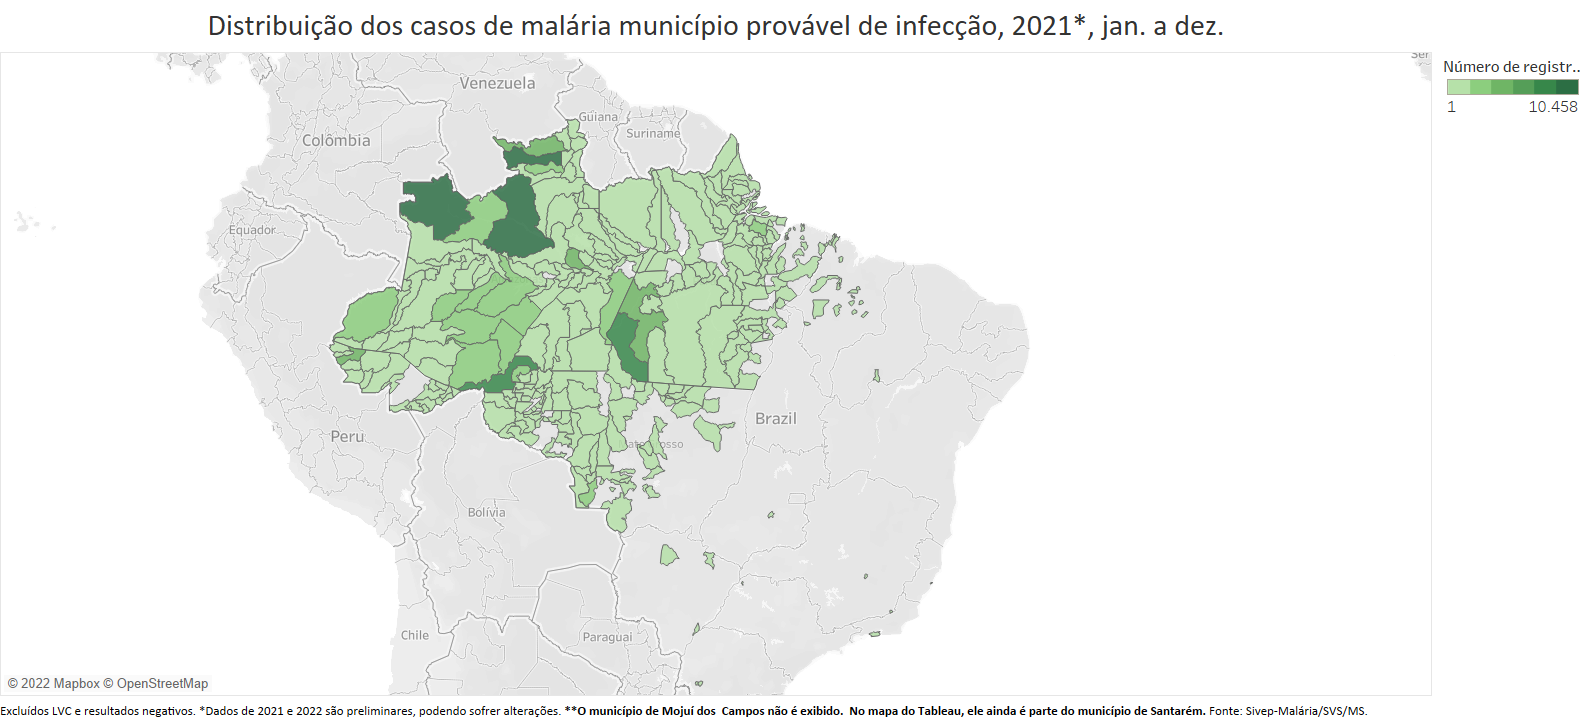 Distribuição dos casos de malária município provável de infecção, 2021*, jan. a dez.
Ser
Número de registr..
1 10.458
Venezuela
Guiana
Suriname
Colômbia
Equador
Brazil
Peru
Mato Grosso
Bolívia
Chile
Paraguai
© 2022 Mapbox © OpenStreetMap
Excluídos LVC e resultados negativos. *Dados de 2021 e 2022 são preliminares, podendo sofrer alterações. **O município de Mojuí dos Campos não é exibido. No mapa do Tableau, ele ainda é parte do município de Santarém. Fonte: Sivep-Malária/SVS/MS.